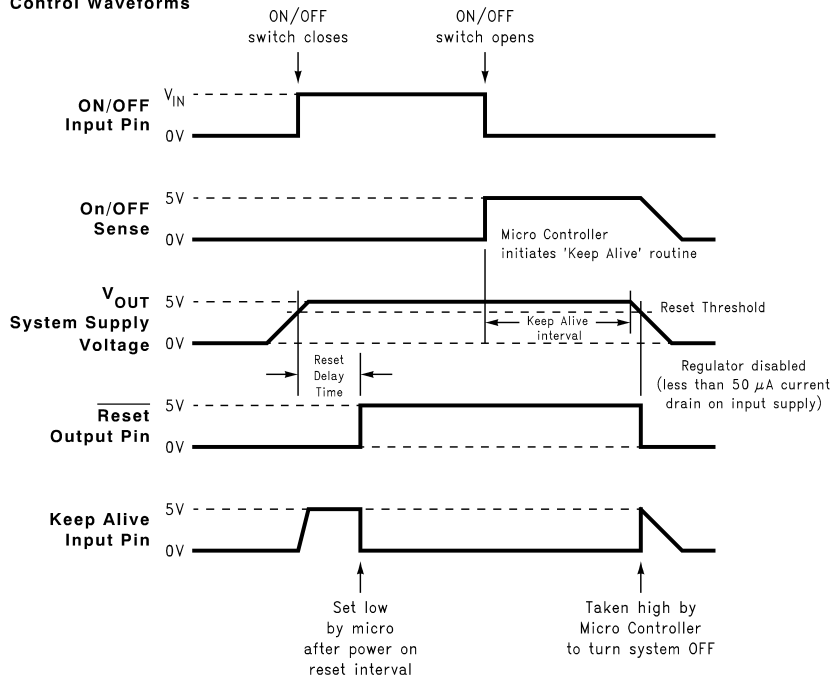 Control Waveforms
ON/OFF
switch closes
ON/OFF
switch opens
ON/OFF
Input Pin
VIN
0V
On/OFF
Sense
5V
0V
Micro Controller
initiates 'Keep Alive' routine
VOUT
System Supply
Voltage
5V
0V
Reset Threshold
Keep Alive
interval
Reset
Delay
Time
Regulator disabled
(less than 50 μA current
drain on input supply)
Reset
Output Pin
5V
0V
Keep Alive
Input Pin
5V
0V
Set low
by micro
after power on
reset interval
Taken high by
Micro Controller
to turn system OFF